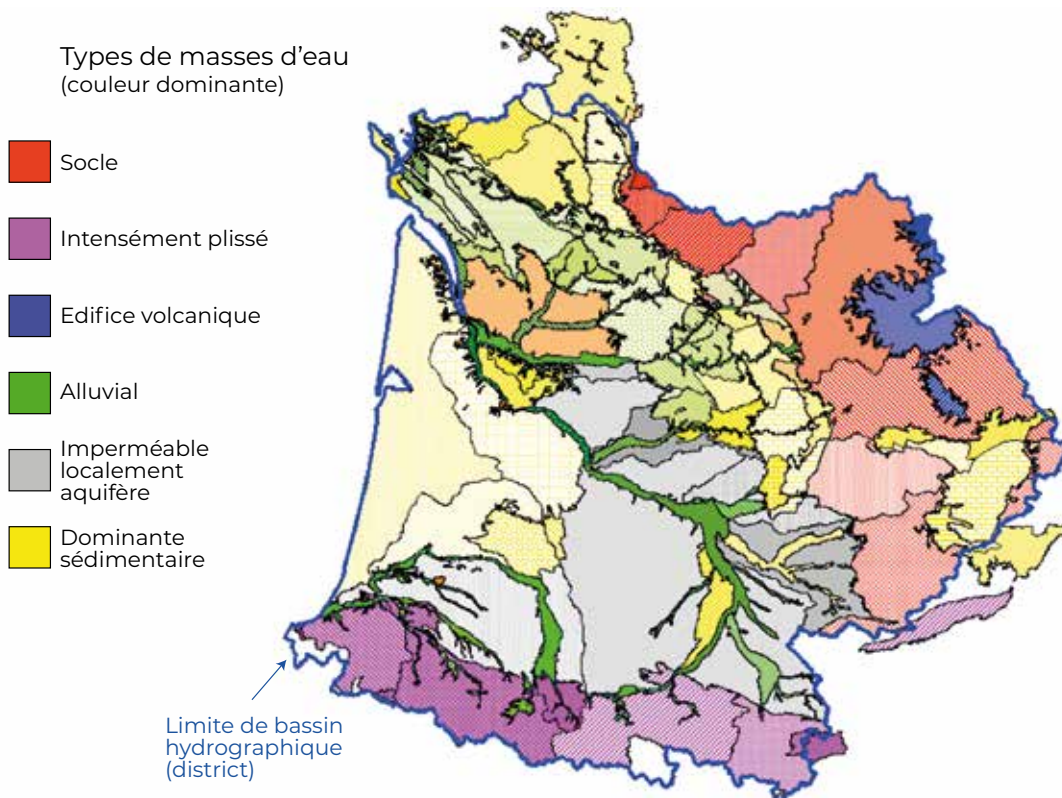 Types de masses d'eau
(couleur dominante)
Socle
Intensément plissé
Edifice volcanique
Alluvial
Imperméable
localement
aquifère
Dominante
sédimentaire
Limite de bassin
hydrographique
(district)